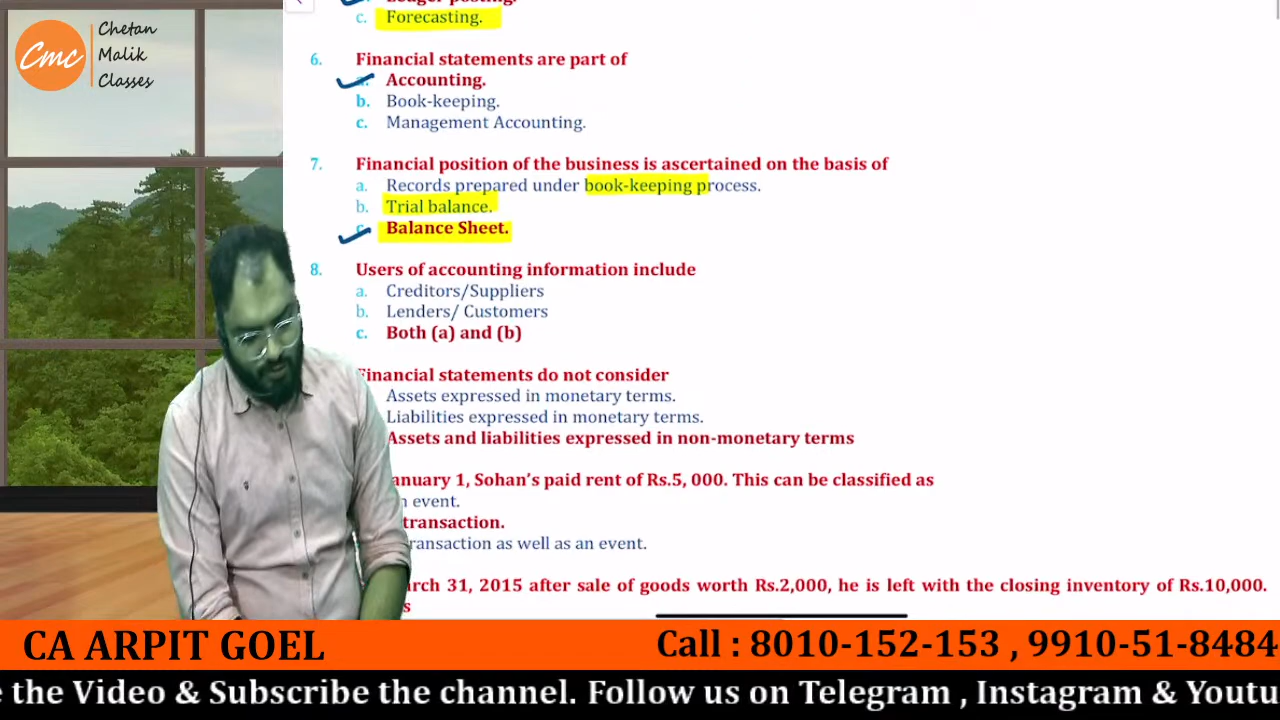 Cmc
Chetan
Malik
Classes
c. Forecasting.
6. Financial statements are part of
Accounting.
b. Book-keeping.
c. Management Accounting.
7. Financial position of the business is ascertained on the basis of
a. Records prepared under book-keeping process.
b. Trial balance.
Balance Sheet.
8. Users of accounting information include
a. Creditors/Suppliers
b. Lenders/ Customers
c. Both (a) and (b)
Financial statements do not consider
Assets expressed in monetary terms.
Liabilities expressed in monetary terms.
Assets and liabilities expressed in non-monetary terms
anuary 1, Sohan's paid rent of Rs.5, 000. This can be classified as
event.
transaction.
ransaction as well as an event.
rch 31, 2015 after sale of goods worth Rs.2,000, he is left with the closing inventory of Rs.10,000.
s
CA ARPIT GOEL
Call : 8010-152-153 , 9910-51-8484
e the Video & Subscribe the channel. Follow us on Telegram , Instagram & Youtu